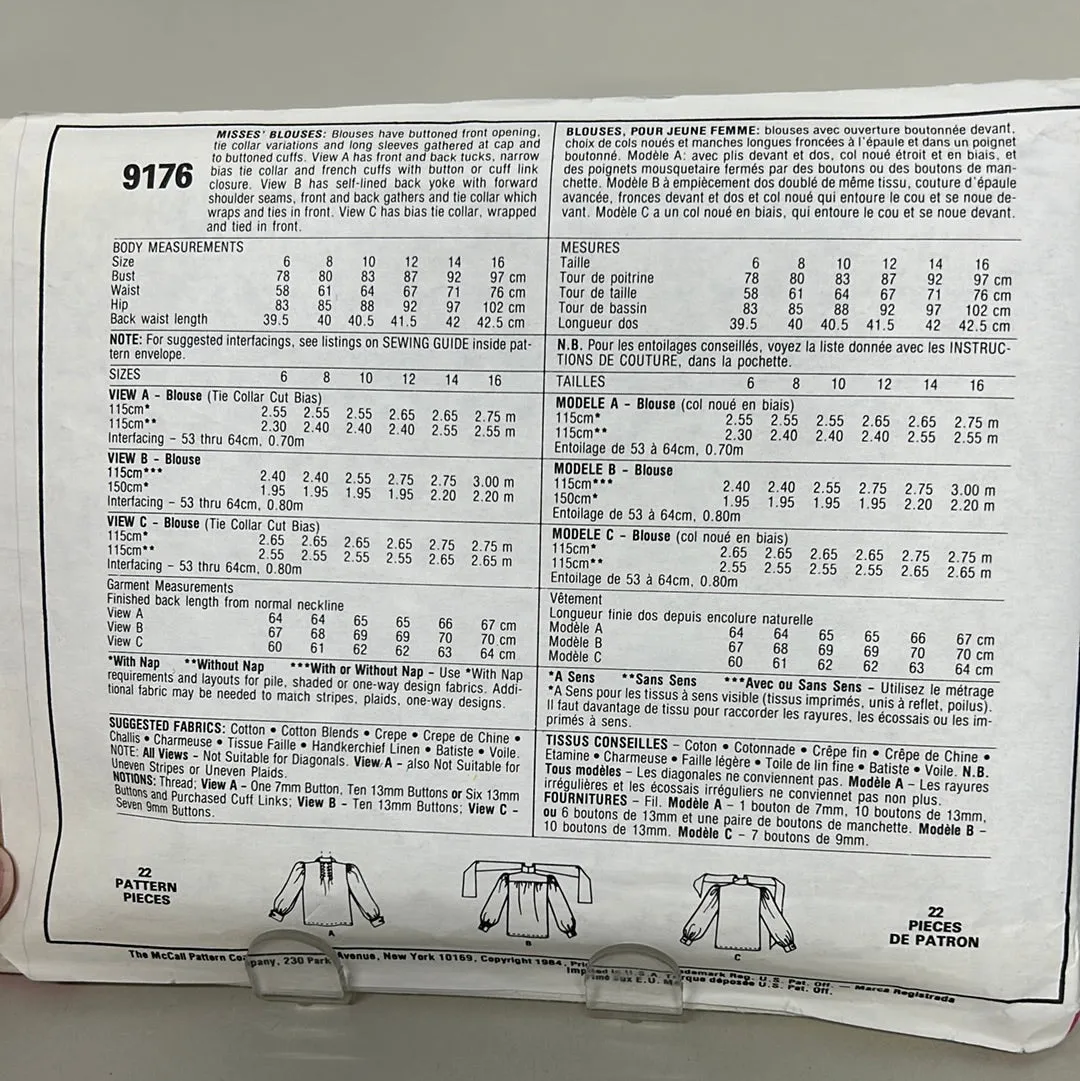 9176
MISSES' BLOUSES: Blouses have buttoned front opening,
tie collar variations and long sleeves gathered at cap and
to buttoned cuffs. View A has front and back tucks, narrow
bias tie collar and french cuffs with button or cuff link
closure. View B has self-lined back yoke with forward
shoulder seams, front and back gathers and tie collar which
wraps and ties in front. View C has bias tie collar, wrapped
and tied in front.
BODY MEASUREMENTS
Size 6 8 10 12 14 16
Bust 78 80 83 87 92 97 cm
Waist 58 61 64 67 71 76 cm
Hip 83 85 88 92 97 102 cm
Back waist length 39.5 40 40.5 41.5 42 42.5 cm
NOTE: For suggested interfacings, see listings on SEWING GUIDE inside pat-
tern envelope.
SIZES 6 8 10 12 14 16
VIEW A - Blouse (Tie Collar Cut Bias)
115cm* 2.55 2.55 2.55 2.65 2.65 2.75 m
115cm** 2.30 2.40 2.40 2.40 2.55 2.55 m
Interfacing - 53 thru 64cm, 0.70m
VIEW B - Blouse
115cm*** 2.40 2.40 2.55 2.75 2.75 3.00 m
150cm* 1.95 1.95 1.95 1.95 2.20 2.20 m
Interfacing - 53 thru 64cm, 0.80m
VIEW C - Blouse (Tie Collar Cut Bias)
115cm* 2.65 2.65 2.65 2.65 2.75 2.75 m
115cm** 2.55 2.55 2.55 2.55 2.65 2.65 m
Interfacing - 53 thru 64cm, 0.80m
Garment Measurements
Finished back length from normal neckline
View A 64 64 65 65 66 67 cm
View B 67 68 69 69 70 70 cm
View C 60 61 62 62 63 64 cm
*With Nap **Without Nap ***With or Without Nap - Use *With Nap
requirements and layouts for pile, shaded or one-way design fabrics. Addi-
tional fabric may be needed to match stripes, plaids, one-way designs.
SUGGESTED FABRICS: Cotton • Cotton Blends • Crepe • Crepe de Chine •
Challis • Charmeuse • Tissue Faille • Handkerchief Linen • Batiste • Voile.
NOTE: All Views - Not Suitable for Diagonals. View A - also Not Suitable for
Uneven Stripes or Uneven Plaids.
NOTIONS: Thread; View A - One 7mm Button, Ten 13mm Buttons or Six 13mm
Buttons and Purchased Cuff Links; View B - Ten 13mm Buttons; View C -
Seven 9mm Buttons.
BLOUSES, POUR JEUNE FEMME: blouses avec ouverture boutonnée devant,
choix de cols noués et manches longues froncées à l'épaule et dans un poignet
boutonné. Modèle A: avec plis devant et dos, col noué étroit et en biais, et
des poignets mousquetaire fermés par des boutons ou des boutons de man-
chette. Modèle B à empiècement dos doublé de même tissu, couture d'épaule
avancée, fronces devant et dos et col noué qui entoure le cou et se noue de-
vant. Modèle C a un col noué en biais, qui entoure le cou et se noue devant.
MESURES
Taille 6 8 10 12 14 16
Tour de poitrine 78 80 83 87 92 97 cm
Tour de taille 58 61 64 67 71 76 cm
Tour de bassin 83 85 88 92 97 102 cm
Longueur dos 39.5 40 40.5 41.5 42 42.5 cm
N.B. Pour les entoilages conseillés, voyez la liste donnée avec les INSTRUC-
TIONS DE COUTURE, dans la pochette.
TAILLES 6 8 10 12 14 16
MODELE A - Blouse (col noué en biais)
115cm* 2.55 2.55 2.55 2.65 2.65 2.75 m
115cm** 2.30 2.40 2.40 2.40 2.55 2.55 m
Entoilage de 53 à 64cm, 0.70m
MODELE B - Blouse
115cm*** 2.40 2.40 2.55 2.75 2.75 3.00 m
150cm* 1.95 1.95 1.95 1.95 2.20 2.20 m
Entoilage de 53 à 64cm, 0.80m
MODELE C - Blouse (col noué en biais)
115cm* 2.65 2.65 2.65 2.65 2.75 2.75 m
115cm** 2.55 2.55 2.55 2.55 2.65 2.65 m
Entoilage de 53 à 64cm, 0.80m
Vêtement
Longueur finie dos depuis encolure naturelle
Modèle A 64 64 65 65 66 67 cm
Modèle B 67 68 69 69 70 70 cm
Modèle C 60 61 62 62 63 64 cm
*A Sens **Sans Sens ***Avec ou Sans Sens - Utilisez le métrage
*A Sens pour les tissus à sens visible (tissus imprimés, unis à reflet, poilus).
Il faut davantage de tissu pour raccorder les rayures, les écossais ou les im-
primés à sens.
TISSUS CONSEILLES - Coton • Cotonnade • Crêpe fin • Crêpe de Chine •
Etamine • Charmeuse • Faille légère • Toile de lin fine • Batiste • Voile. N.B.
Tous modèles - Les diagonales ne conviennent pas. Modèle A - Les rayures
irrégulières et les écossais irréguliers ne conviennet pas non plus.
FOURNITURES - Fil. Modèle A - 1 bouton de 7mm, 10 boutons de 13mm,
ou 6 boutons de 13mm et une paire de boutons de manchette. Modèle B -
10 boutons de 13mm. Modèle C - 7 boutons de 9mm.
22
PATTERN
PIECES
A
B
C
22
PIECES
DE PATRON
The McCall Pattern Company, 230 Park Avenue, New York 10169, Copyright 1984,
Printed in U.S.A. Trademark Reg. U.S. Pat. Off. — Marca Registrada
Imprimé aux E.U. Marque déposée U.S. Pat. Off.